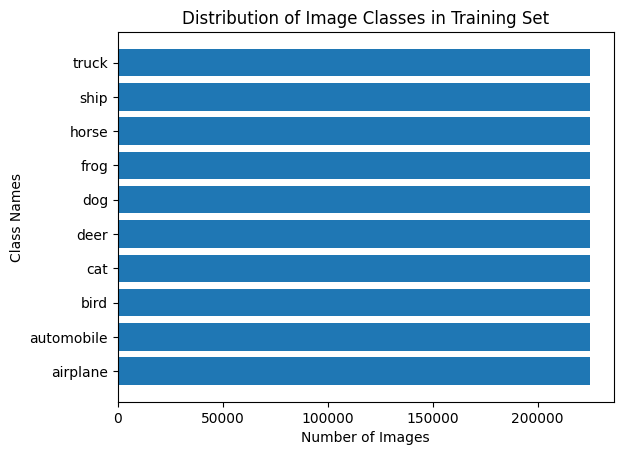 Distribution of Image Classes in Training Set
Class Names
truck
ship
horse
frog
dog
deer
cat
bird
automobile
airplane
0 50000 100000 150000 200000
Number of Images